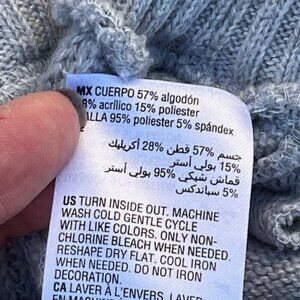 MX CUERPO 57% algodón
8% acrílico 15% poliester
ALLA 95% poliester 5% spándex
جسم 57% قطن 28% أكريليك
15% بولي أستر
قماش شبكي 95% بولي أستر
5% سباندكس
US TURN INSIDE OUT. MACHINE
WASH COLD GENTLE CYCLE
WITH LIKE COLORS. ONLY NON-
CHLORINE BLEACH WHEN NEEDED.
RESHAPE DRY FLAT. COOL IRON
WHEN NEEDED. DO NOT IRON
DECORATION.
CA LAVER À L'ENVERS. LAVER
EN MACHINE